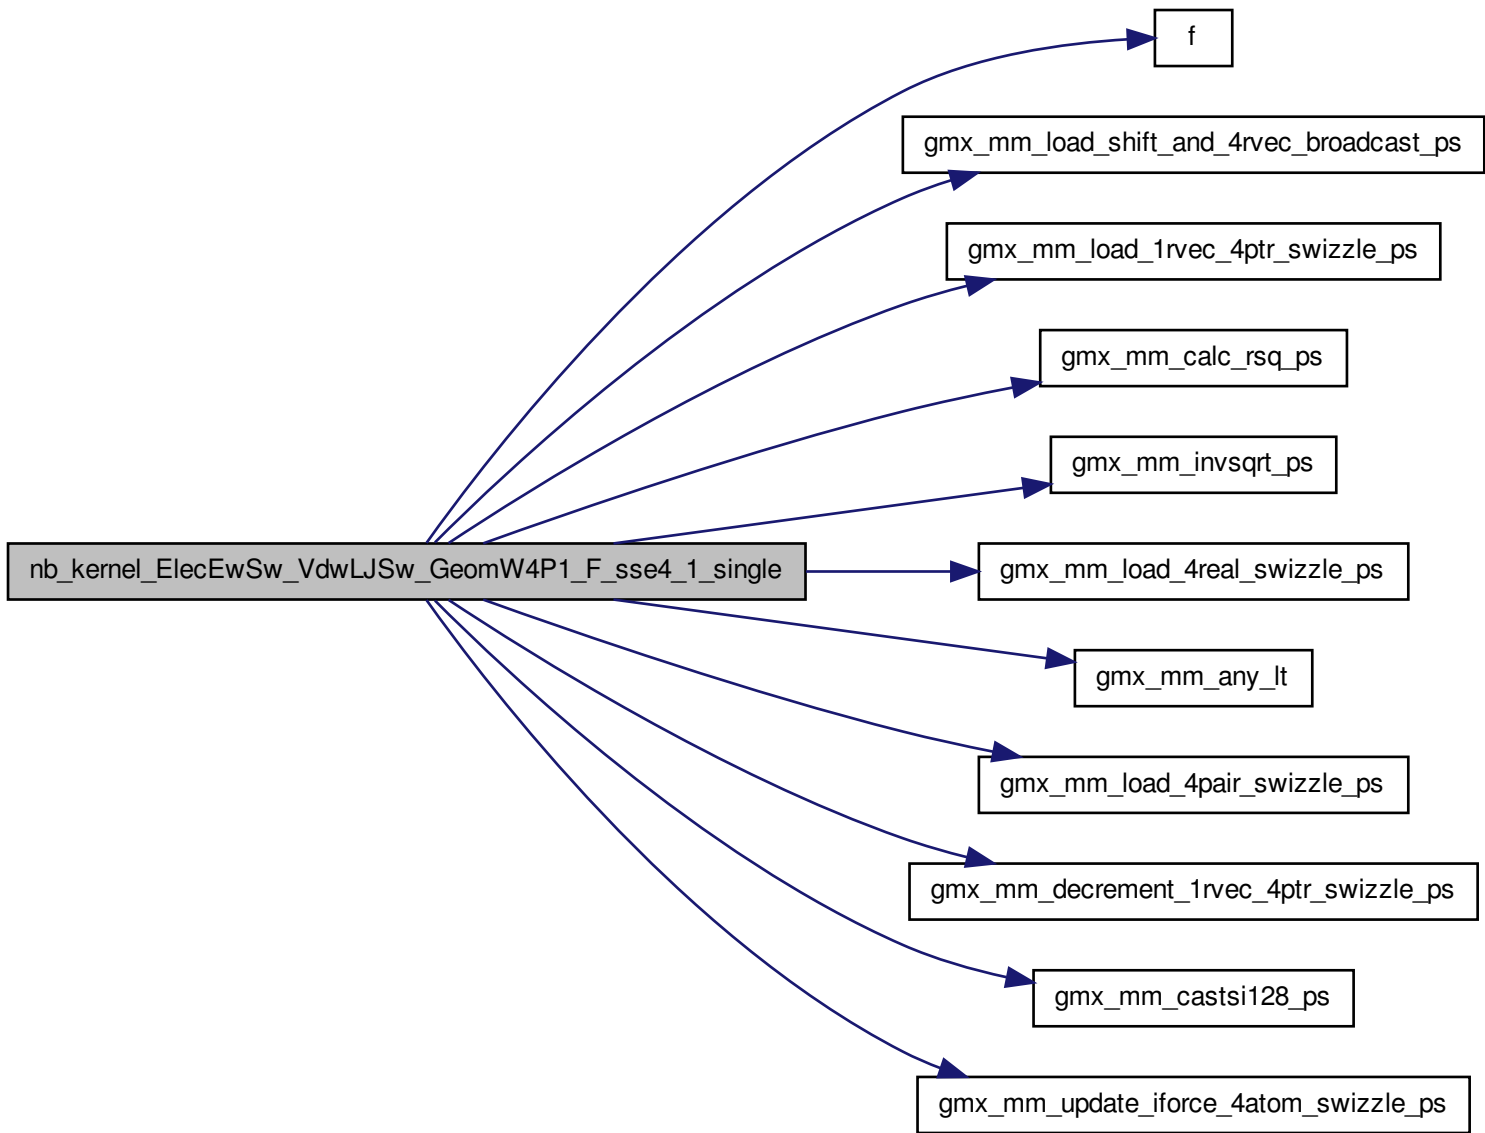 f
gmx_mm_load_shift_and_4rvec_broadcast_ps
gmx_mm_load_1rvec_4ptr_swizzle_ps
gmx_mm_calc_rsq_ps
gmx_mm_invsqrt_ps
nb_kernel_ElecEwSw_VdwLJSw_GeomW4P1_F_sse4_1_single
gmx_mm_load_4real_swizzle_ps
gmx_mm_any_lt
gmx_mm_load_4pair_swizzle_ps
gmx_mm_decrement_1rvec_4ptr_swizzle_ps
gmx_mm_castsi128_ps
gmx_mm_update_iforce_4atom_swizzle_ps